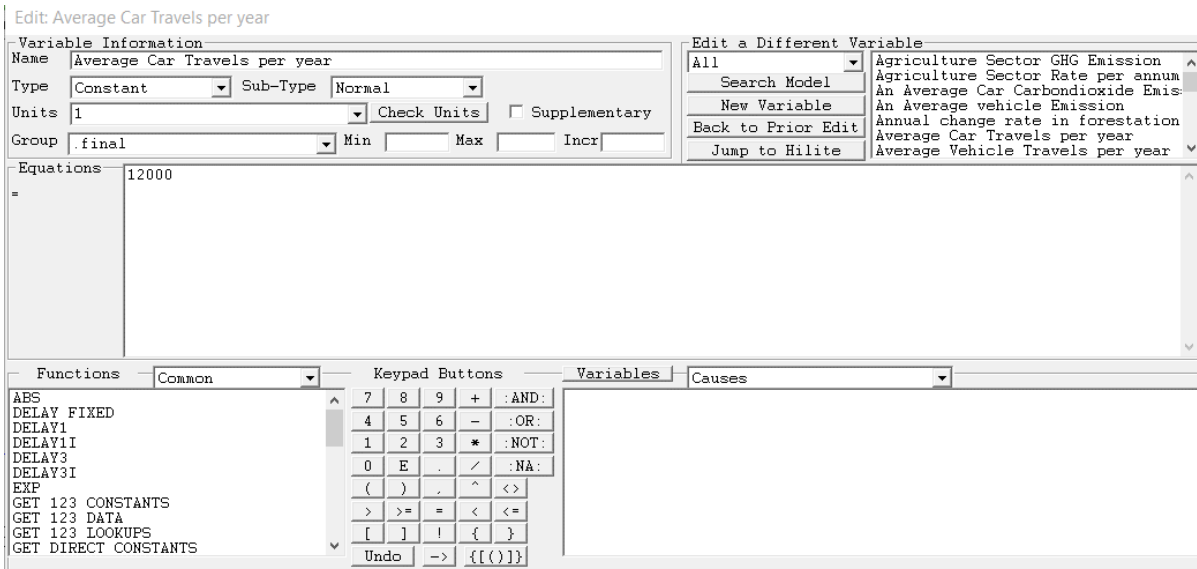 Edit: Average Car Travels per year
Variable Information
Name Average Car Travels per year
Type Constant Sub-Type Normal
Units 1 Check Units Supplementary
Group .final Min Max Incr
Edit a Different Variable
All
Search Model
New Variable
Back to Prior Edit
Jump to Hilite
Agriculture Sector GHG Emission
Agriculture Sector Rate per annum
An Average Car Carbondioxide Emis
An Average vehicle Emission
Annual change rate in forestation
Average Car Travels per year
Average Vehicle Travels per year
Equations
=
12000
Functions Common
ABS
DELAY FIXED
DELAY1
DELAY1I
DELAY3
DELAY3I
EXP
GET 123 CONSTANTS
GET 123 DATA
GET 123 LOOKUPS
GET DIRECT CONSTANTS
Keypad Buttons
7 8 9 + :AND:
4 5 6 - :OR:
1 2 3 * :NOT:
0 E . / :NA:
( ) , ^ <>
> >= = < <=
[ ] ! { }
Undo -> {[()]}
Variables Causes